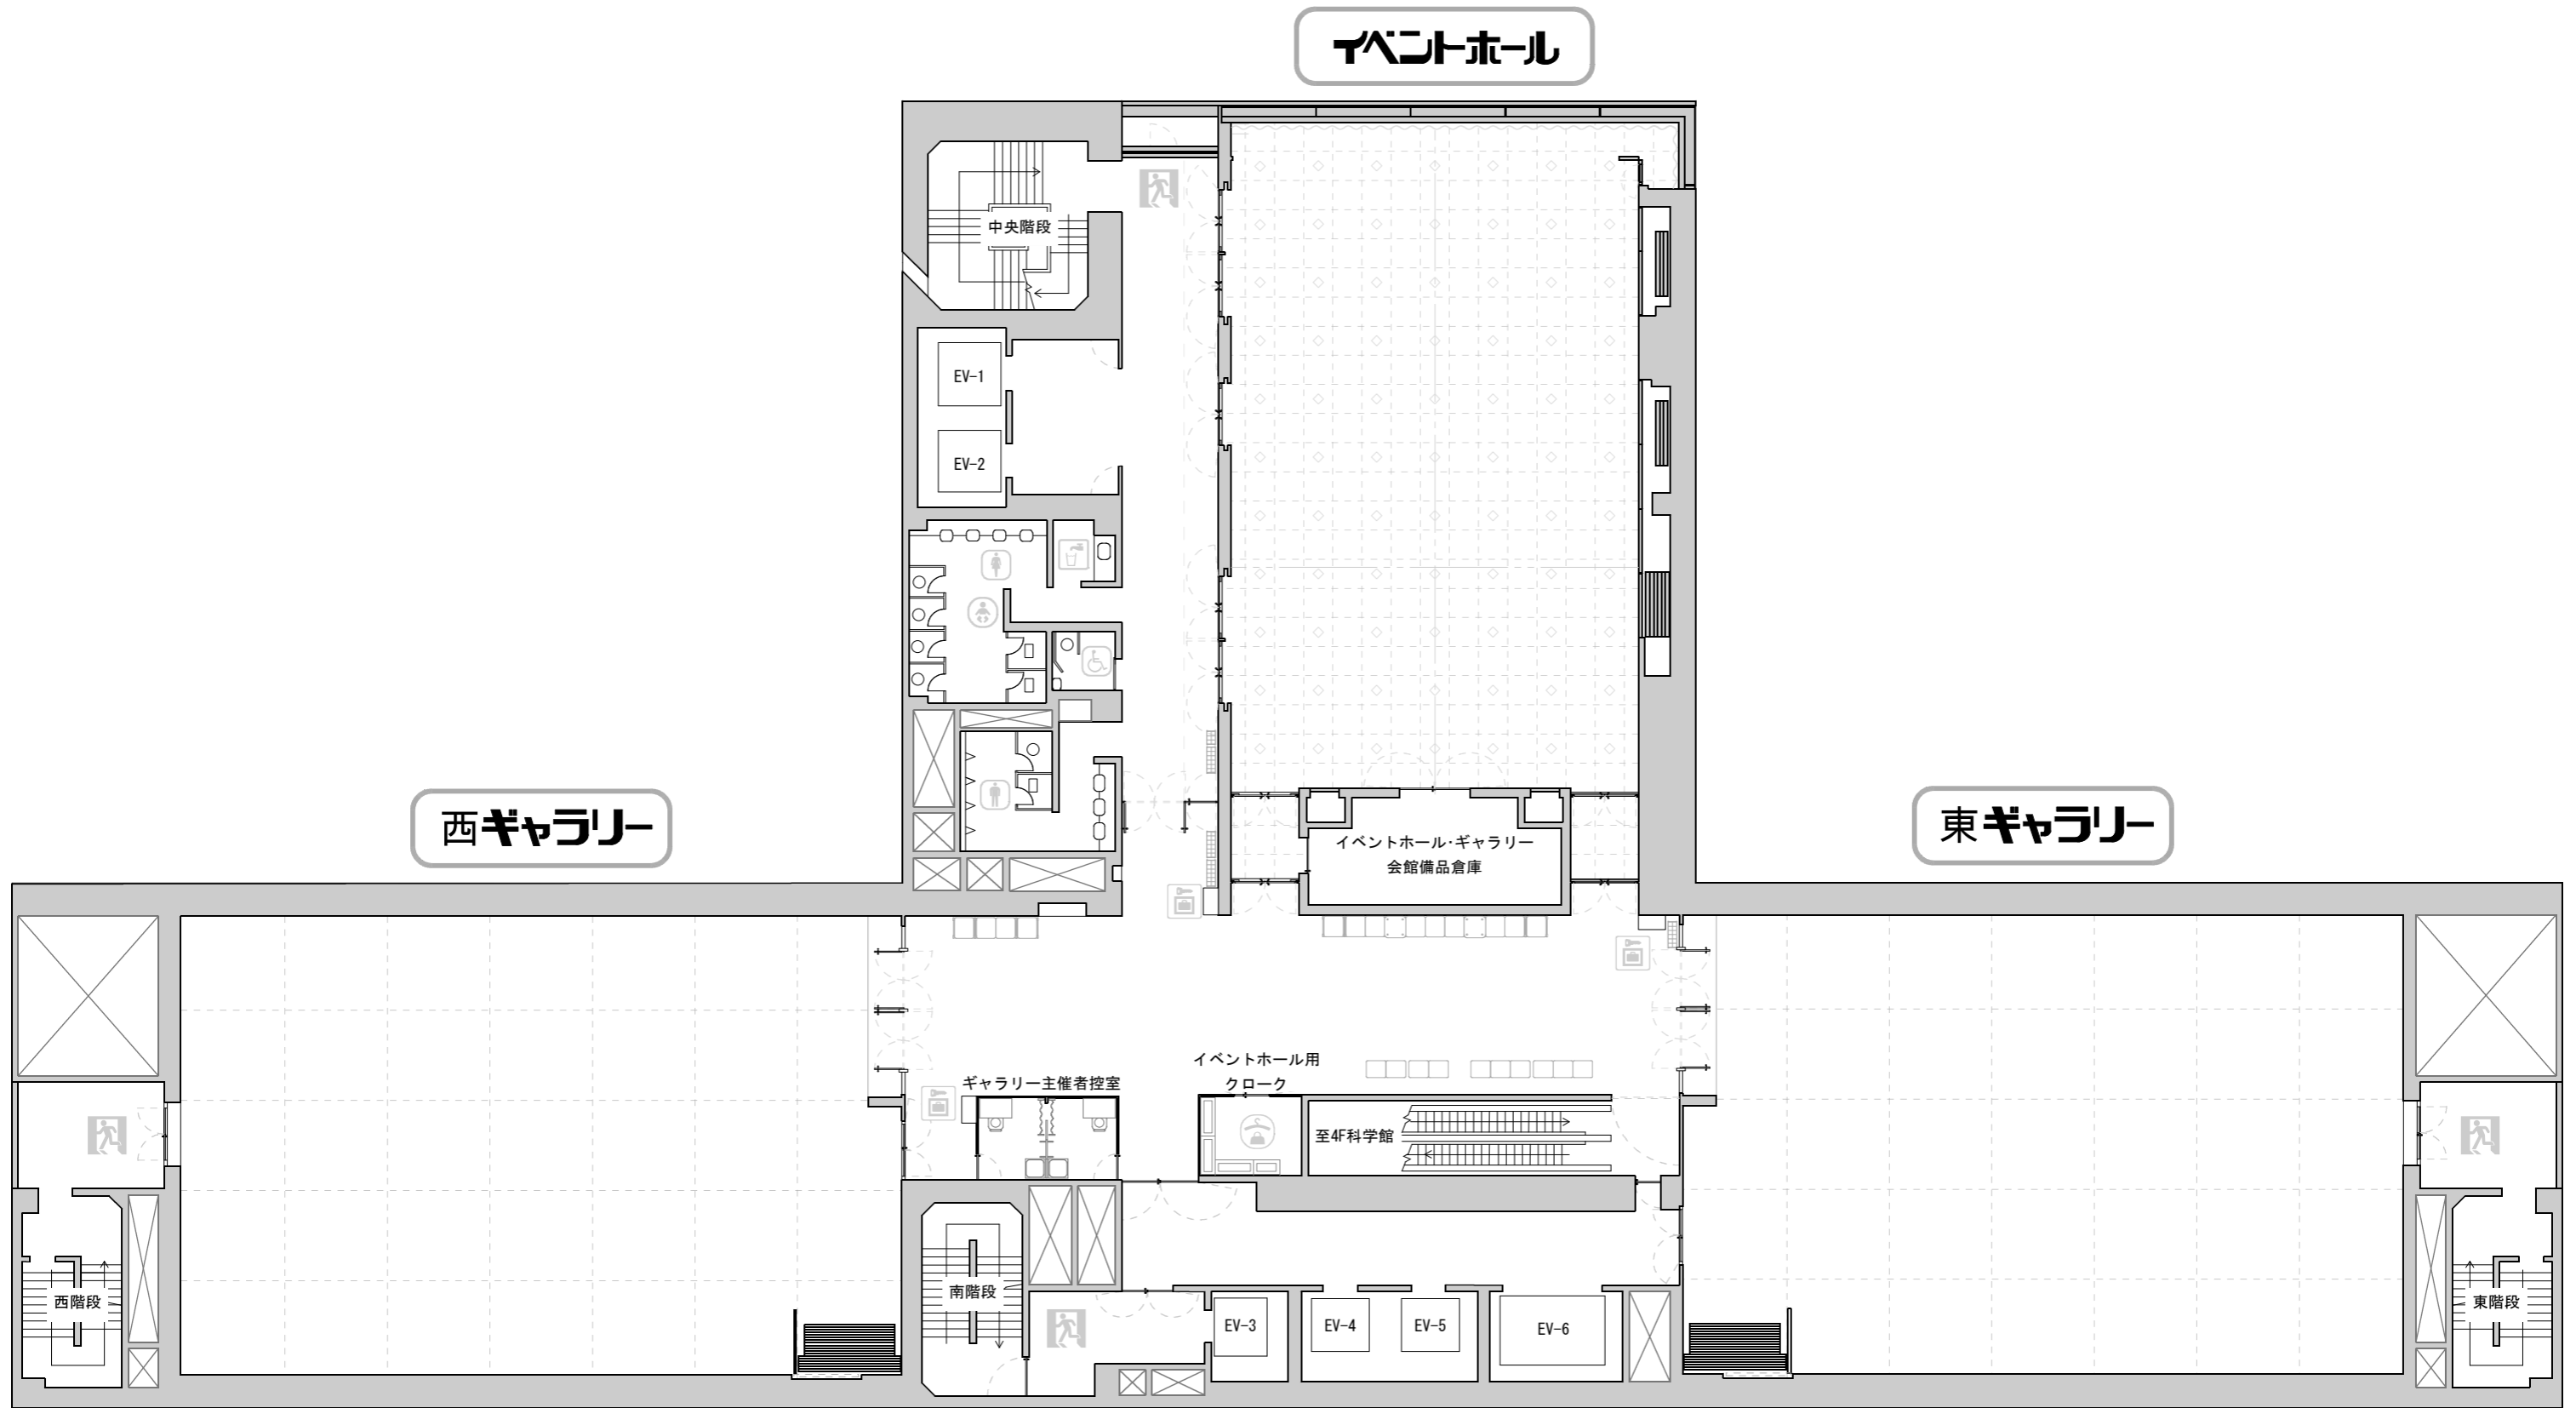 イベントホール
中央階段
EV-1
EV-2
西ギャラリー
東ギャラリー
イベントホール・ギャラリー
会館備品倉庫
イベントホール用
クローク
ギャラリー主催者控室
至4F科学館
西階段
南階段
EV-3
EV-4
EV-5
EV-6
東階段